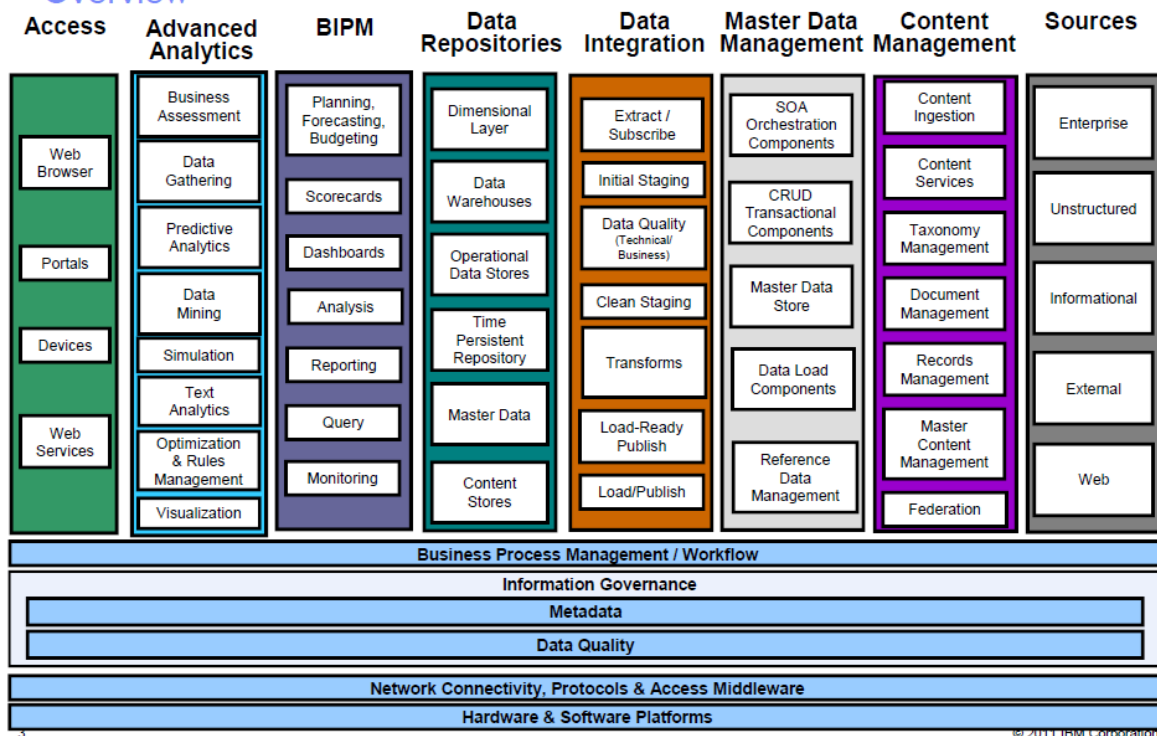 Overview
Access
Advanced
Analytics
BIPM
Data
Repositories
Data
Integration
Master Data
Management
Content
Management
Sources
Web
Browser
Portals
Devices
Web
Services
Business
Assessment
Data
Gathering
Predictive
Analytics
Data
Mining
Simulation
Text
Analytics
Optimization
& Rules
Management
Visualization
Planning,
Forecasting,
Budgeting
Scorecards
Dashboards
Analysis
Reporting
Query
Monitoring
Dimensional
Layer
Data
Warehouses
Operational
Data Stores
Time
Persistent
Repository
Master Data
Content
Stores
Extract /
Subscribe
Initial Staging
Data Quality
(Technical/
Business)
Clean Staging
Transforms
Load-Ready
Publish
Load/Publish
SOA
Orchestration
Components
CRUD
Transactional
Components
Master Data
Store
Data Load
Components
Reference
Data
Management
Content
Ingestion
Content
Services
Taxonomy
Management
Document
Management
Records
Management
Master
Content
Management
Federation
Enterprise
Unstructured
Informational
External
Web
Business Process Management / Workflow
Information Governance
Metadata
Data Quality
Network Connectivity, Protocols & Access Middleware
Hardware & Software Platforms
3
© 2011 IBM Corporation